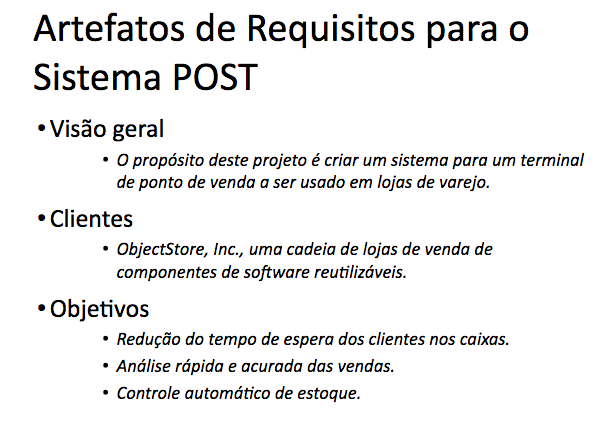 Artefatos de Requisitos para o
Sistema POST
• Visão geral
• O propósito deste projeto é criar um sistema para um terminal
de ponto de venda a ser usado em lojas de varejo.
• Clientes
• ObjectStore, Inc., uma cadeia de lojas de venda de
componentes de software reutilizáveis.
• Objetivos
• Redução do tempo de espera dos clientes nos caixas.
• Análise rápida e acurada das vendas.
• Controle automático de estoque.